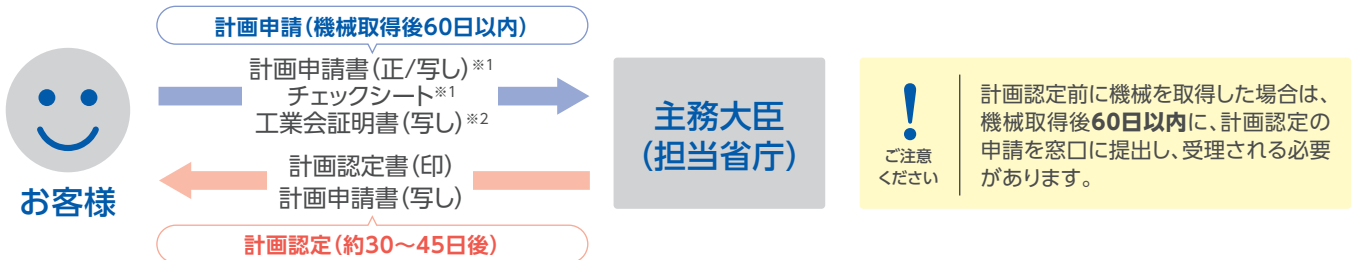 計画申請(機械取得後60日以内)
計画申請書(正/写し)※1
チェックシート※1
工業会証明書(写し)※2
お客様
計画認定書(印)
計画申請書(写し)
計画認定(約30〜45日後)
主務大臣
(担当省庁)
!
ご注意
ください
計画認定前に機械を取得した場合は、
機械取得後60日以内に、計画認定の
申請を窓口に提出し、受理される必要
があります。